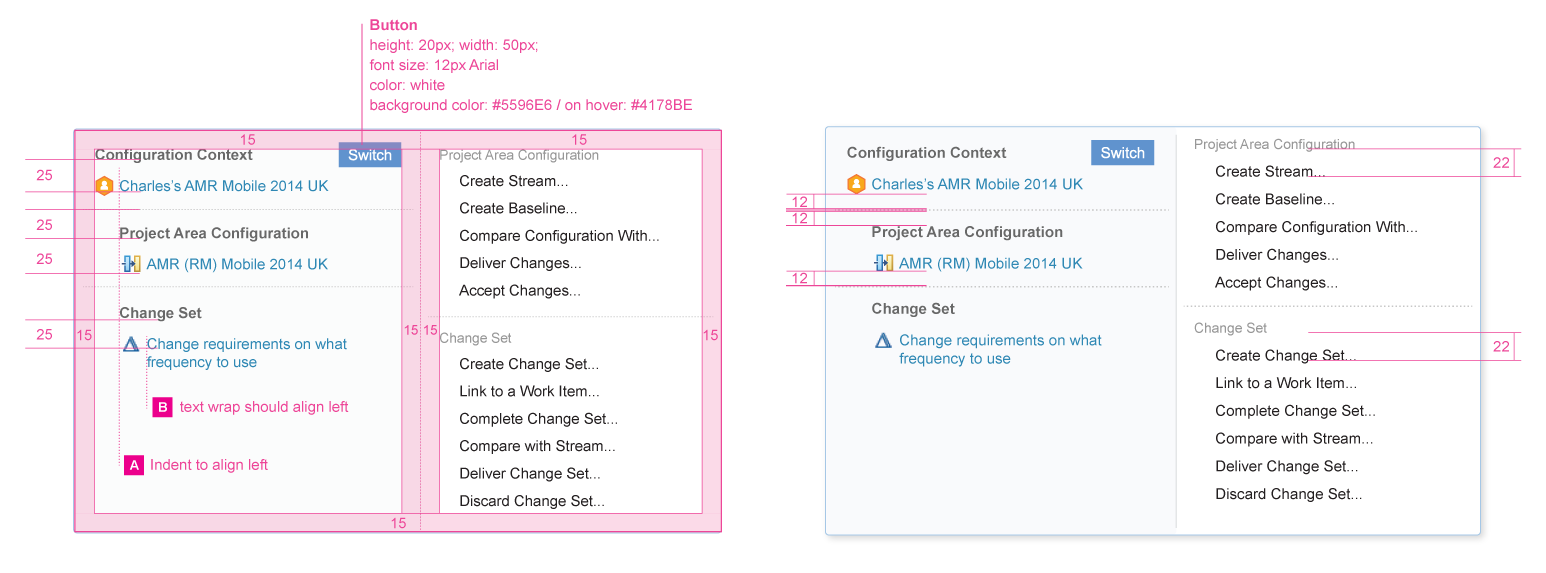 Button
height: 20px; width: 50px;
font size: 12px Arial
color: white
background color: #5596E6 / on hover: #4178BE
15
15
Configuration Context
Switch
25
Charles's AMR Mobile 2014 UK
25
Project Area Configuration
25
AMR (RM) Mobile 2014 UK
Change Set
25
15
Change requirements on what
frequency to use
B
text wrap should align left
A
Indent to align left
15
15
15
15
Project Area Configuration
Create Stream...
Create Baseline...
Compare Configuration With...
Deliver Changes...
Accept Changes...
Change Set
Create Change Set...
Link to a Work Item...
Complete Change Set...
Compare with Stream...
Deliver Change Set...
Discard Change Set...
Configuration Context
Switch
Charles's AMR Mobile 2014 UK
12
12
Project Area Configuration
AMR (RM) Mobile 2014 UK
12
Change Set
Change requirements on what
frequency to use
Project Area Configuration
22
Create Stream...
Create Baseline...
Compare Configuration With...
Deliver Changes...
Accept Changes...
Change Set
22
Create Change Set...
Link to a Work Item...
Complete Change Set...
Compare with Stream...
Deliver Change Set...
Discard Change Set...